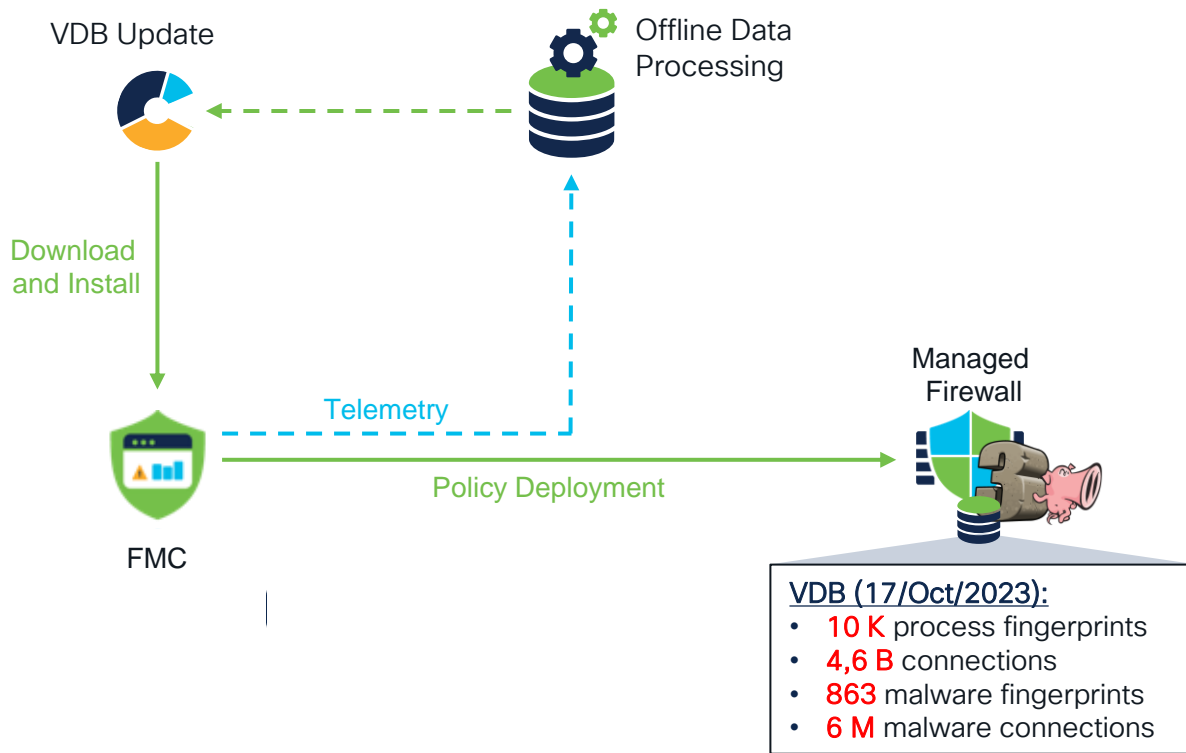 VDB Update
Offline Data
Processing
Download
and Install
Telemetry
Managed
Firewall
3
Policy Deployment
FMC
VDB (17/Oct/2023):
• 10 K process fingerprints
• 4,6 B connections
• 863 malware fingerprints
• 6 M malware connections